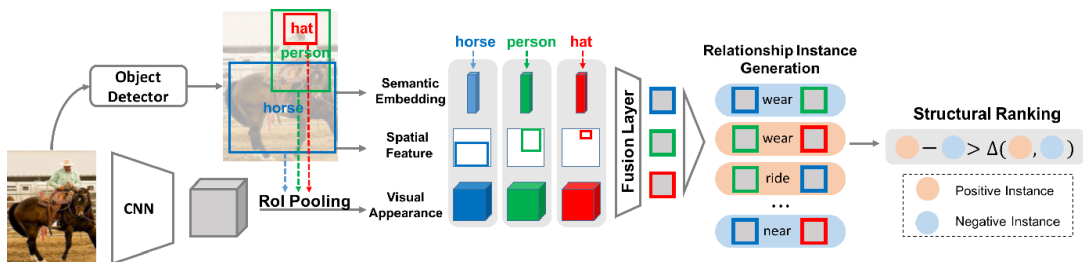 Object
Detector
CNN
hat
person
horse
RoI Pooling
Semantic
Embedding
Spatial
Feature
Visual
Appearance
horse
person
hat
Fusion Layer
Relationship Instance
Generation
wear
wear
ride
...
near
Structural Ranking
− > Δ( , )
Positive Instance
Negative Instance